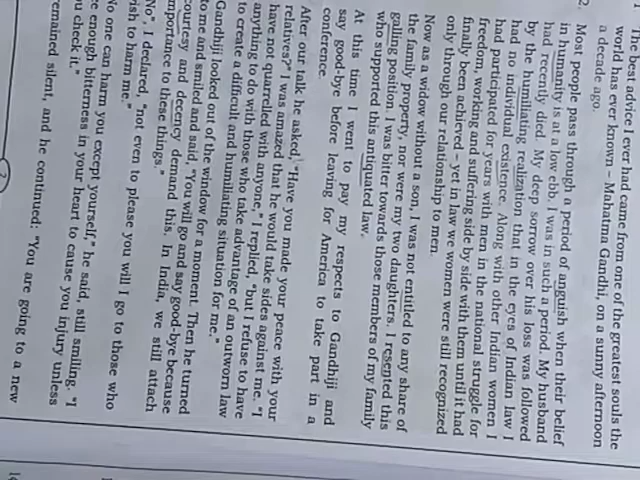 1 The best advice I ever had came from one of the greatest souls the
world has ever known – Mahatma Gandhi, on a sunny afternoon
a decade ago.
2. Most people pass through a period of anguish when their belief
in humanity is at a low ebb. I was in such a period. My husband
had recently died. My deep sorrow over his loss was followed
by the humiliating realization that in the eyes of Indian law I
had no individual existence. Along with other Indian women I
had participated for years with men in the national struggle for
freedom, working and suffering side by side with them until it had
finally been achieved – yet in law we women were still recognized
only through our relationship to men.
Now as a widow without a son, I was not entitled to any share of
the family property, nor were my two daughters. I resented this
galling position. I was bitter towards those members of my family
who supported this antiquated law.
At this time I went to pay my respects to Gandhiji and
say good-bye before leaving for America to take part in a
conference.
After our talk he asked, "Have you made your peace with your
relatives?" I was amazed that he would take sides against me. "I
have not quarrelled with anyone," I replied, "but I refuse to have
anything to do with those who take advantage of an outworn law
to create a difficult and humiliating situation for me."
Gandhiji looked out of the window for a moment. Then he turned
to me and smiled and said, "You will go and say good-bye because
courtesy and decency demand this. In India, we still attach
mportance to these things."
No", I declared, "not even to please you will I go to those who
ish to harm me."
No one can harm you except yourself," he said, still smiling. "I
e enough bitterness in your heart to cause you injury unless
u check it."
emained silent, and he continued: "You are going to a new
2